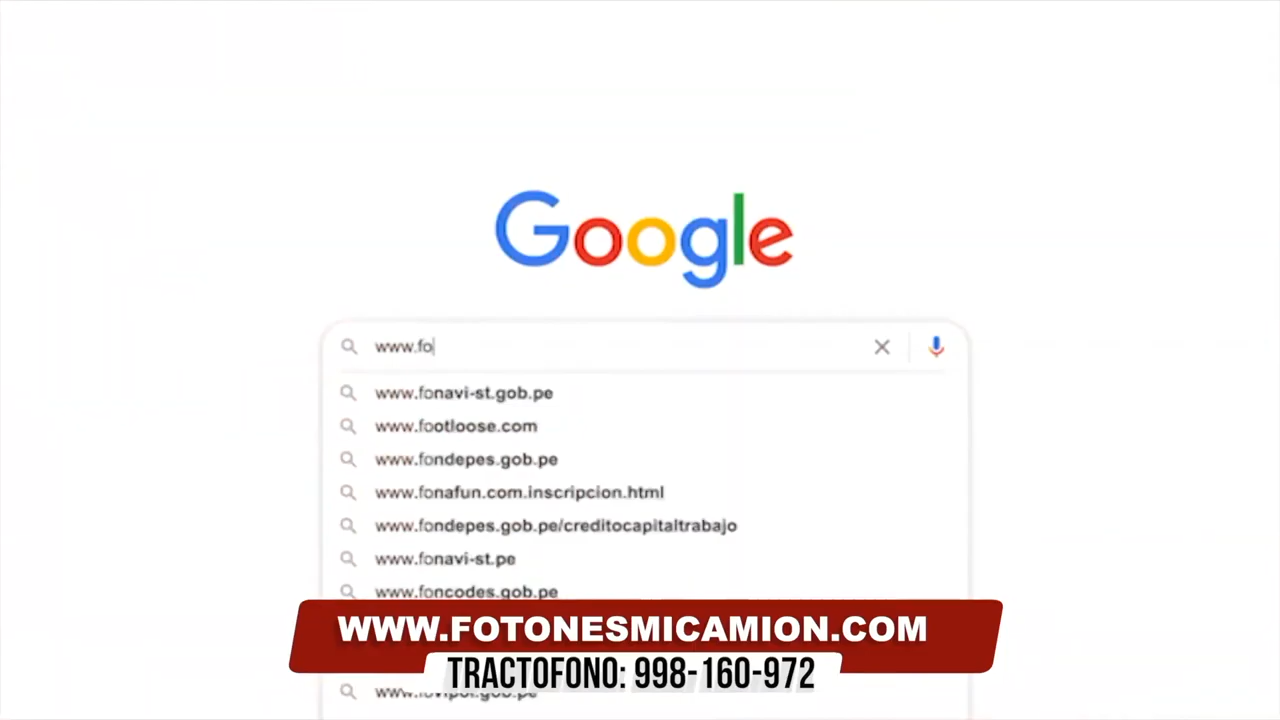 Google
www.fo
www.fonavi-st.gob.pe
www.footloose.com
www.fondepes.gob.pe
www.fonafun.com.inscripcion.html
www.fondepes.gob.pe/creditocapitaltrabajo
www.fonavi-st.pe
www.foncodes.gob.pe
WWW.FOTONESMICAMION.COM
TRACTOFONO: 998-160-972